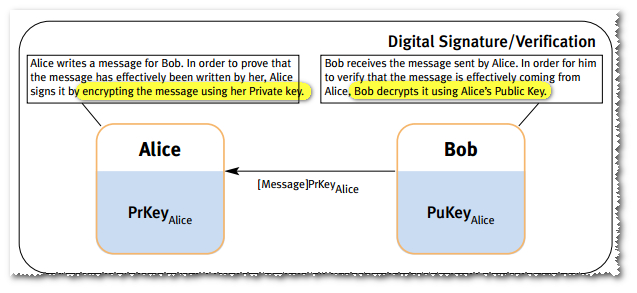 Digital Signature/Verification
Alice writes a message for Bob. In order to prove that
the message has effectively been written by her, Alice
signs it by encrypting the message using her Private key.
Bob receives the message sent by Alice. In order for him
to verify that the message is effectively coming from
Alice, Bob decrypts it using Alice's Public Key.
Alice
Bob
[Message]PrKeyAlice
PrKeyAlice
PuKeyAlice